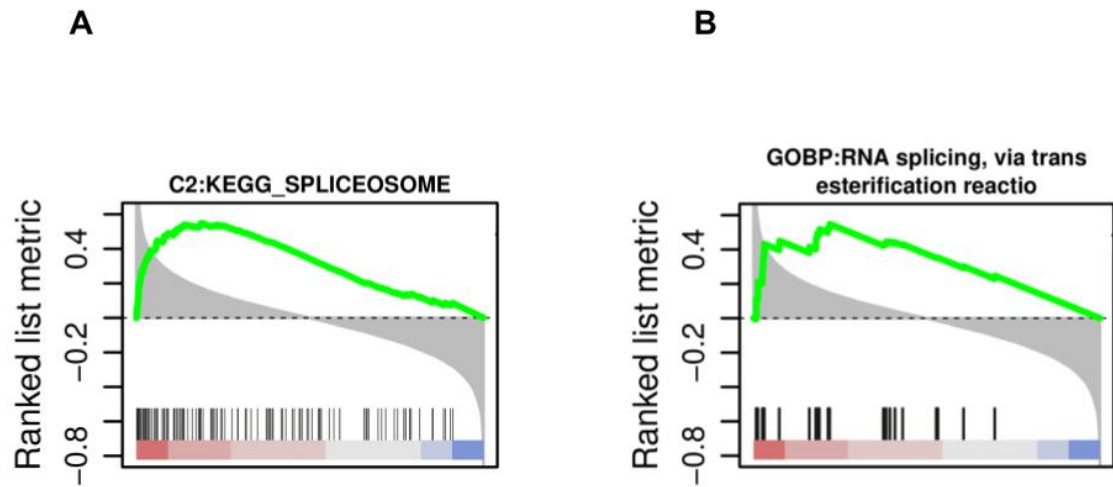 A
B
C2:KEGG_SPLICEOSOME
GOBP:RNA splicing, via trans
esterification reactio
Ranked list metric
0.4
−0.2
−0.8
Ranked list metric
0.4
−0.2
−0.8